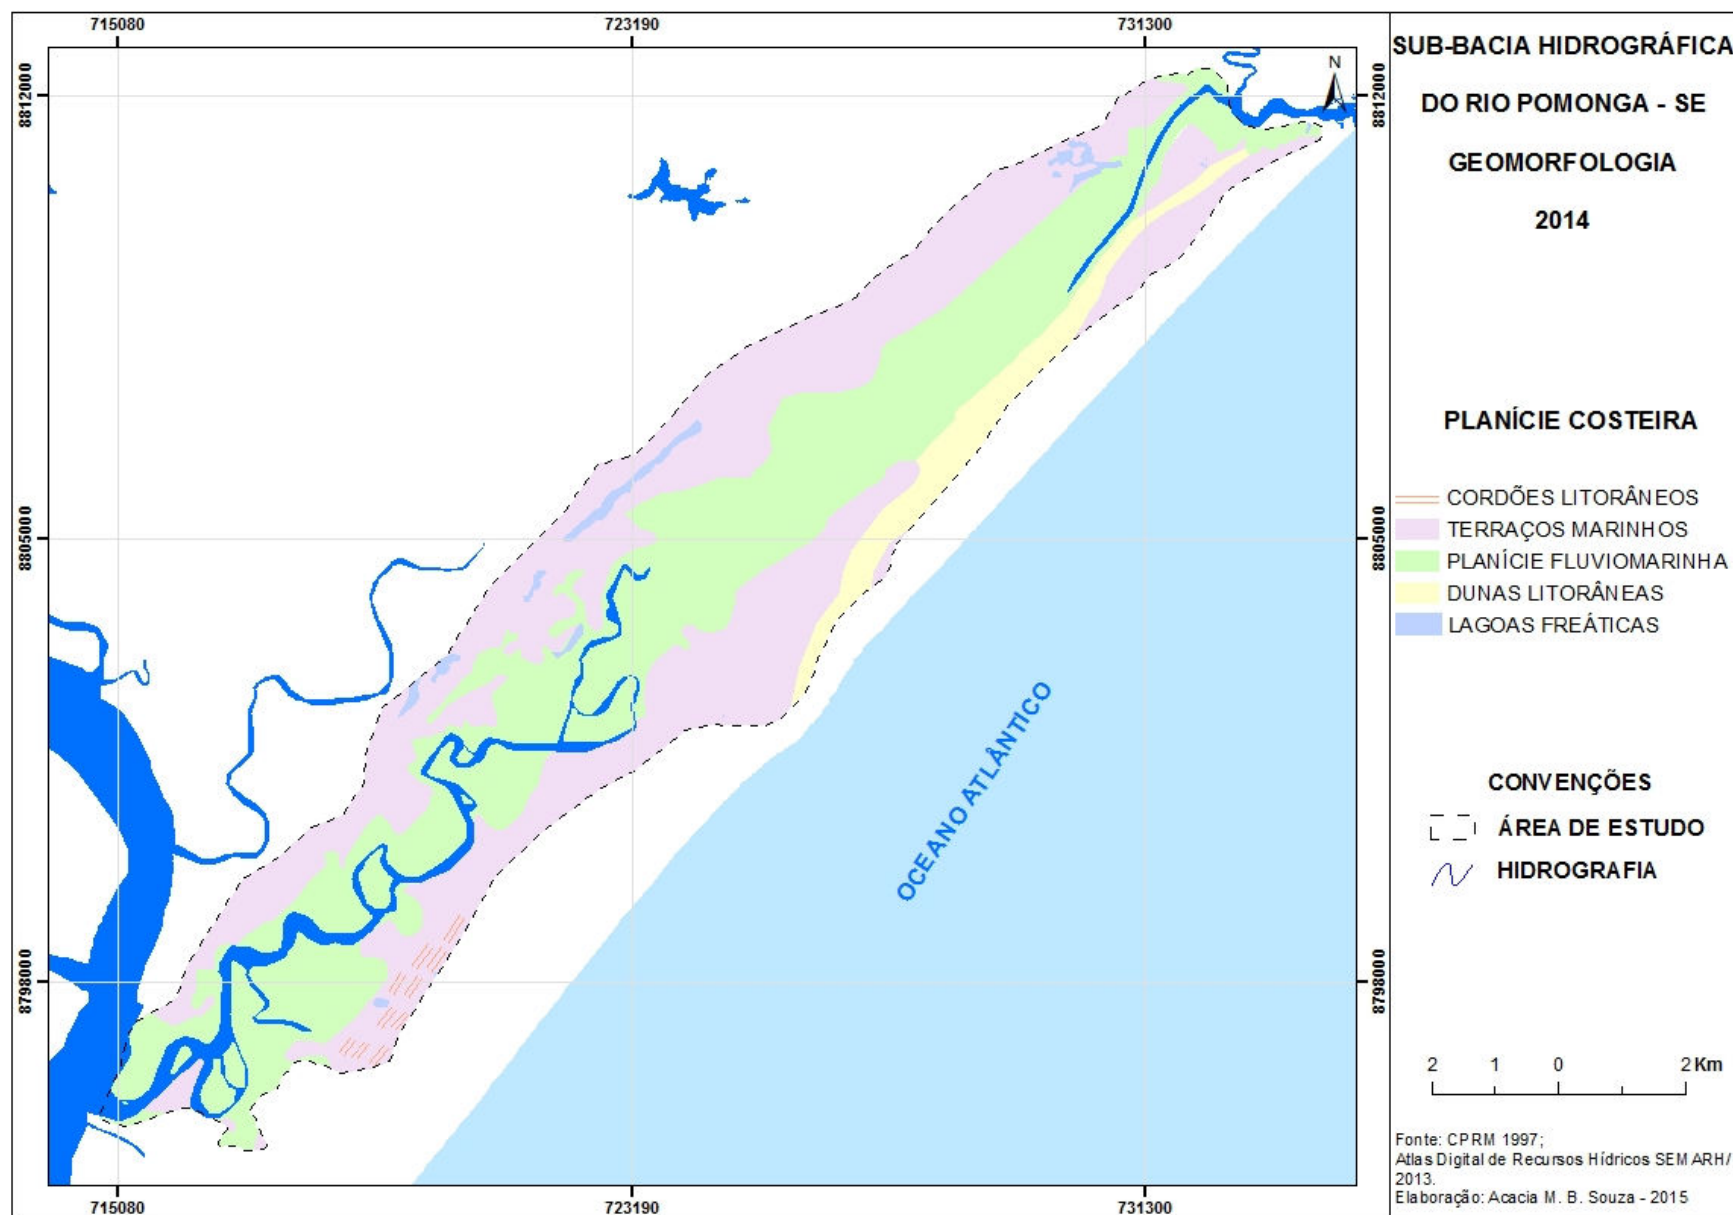 715080
723190
731300
8812000
8812000
8805000
8805000
8798000
8798000
715080
723190
731300
OCEANO ATLÂNTICO
N
SUB-BACIA HIDROGRÁFICA
DO RIO POMONGA - SE
GEOMORFOLOGIA
2014
PLANÍCIE COSTEIRA
CORDÕES LITORÂNEOS
TERRAÇOS MARINHOS
PLANÍCIE FLUVIOMARINHA
DUNAS LITORÂNEAS
LAGOAS FREÁTICAS
CONVENÇÕES
ÁREA DE ESTUDO
HIDROGRAFIA
2 1 0 2 Km
Fonte: CPRM 1997;
Atlas Digital de Recursos Hídricos SEMARH/
2013.
Elaboração: Acacia M. B. Souza - 2015